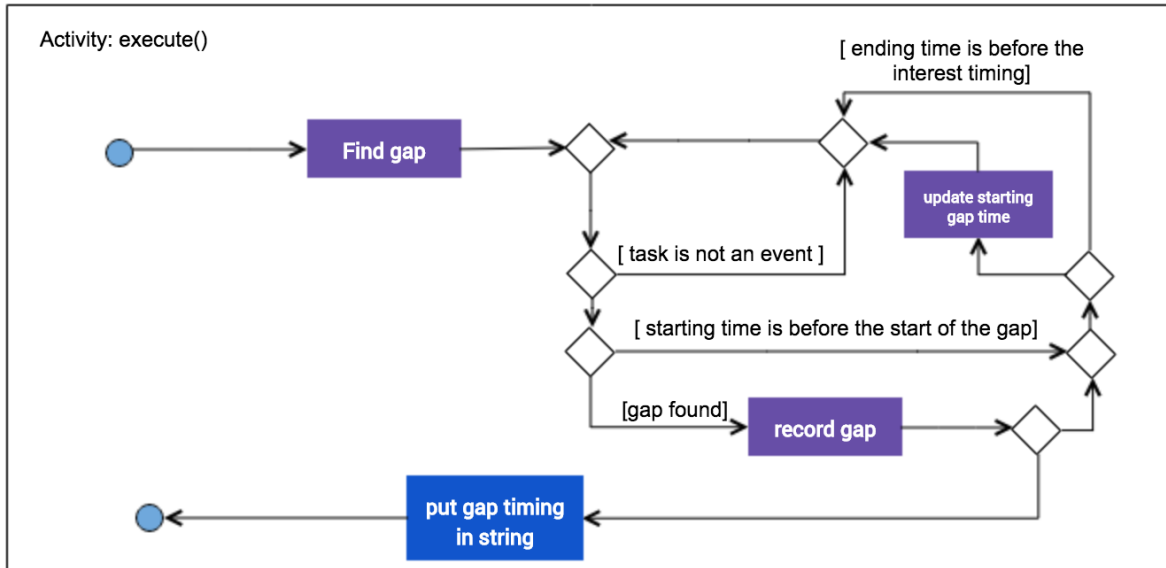 Activity: execute()
[ ending time is before the
interest timing]
Find gap
update starting
gap time
[ task is not an event ]
[ starting time is before the start of the gap]
[gap found]
record gap
put gap timing
in string